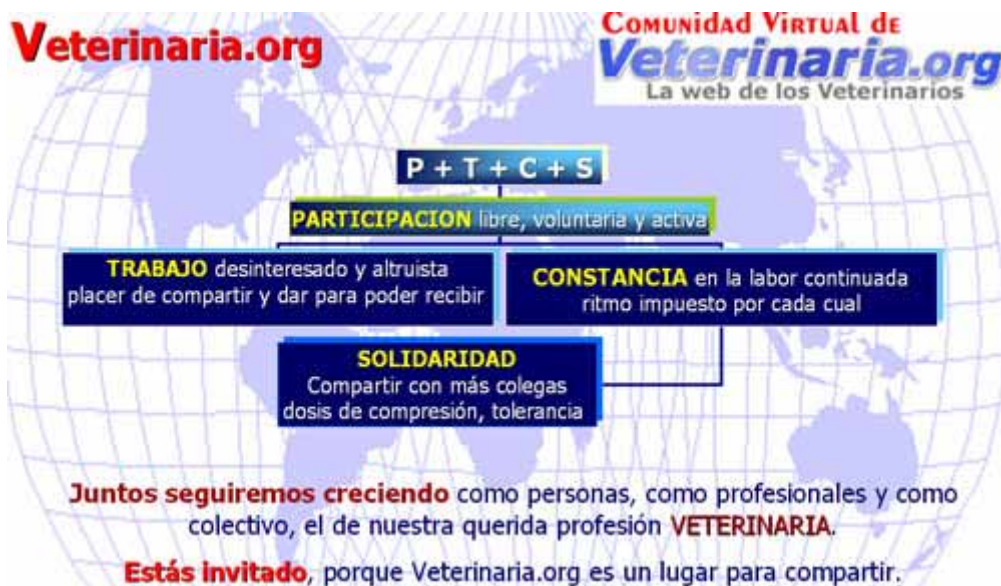 Veterinaria.org
COMUNIDAD VIRTUAL DE
Veterinaria.org
La web de los Veterinarios
P + T + C + S
PARTICIPACION libre, voluntaria y activa
TRABAJO desinteresado y altruista
placer de compartir y dar para poder recibir
CONSTANCIA en la labor continuada
ritmo impuesto por cada cual
SOLIDARIDAD
Compartir con más colegas
dosis de compresión, tolerancia
Juntos seguiremos creciendo como personas, como profesionales y como
colectivo, el de nuestra querida profesión VETERINARIA.
Estás invitado, porque Veterinaria.org es un lugar para compartir.